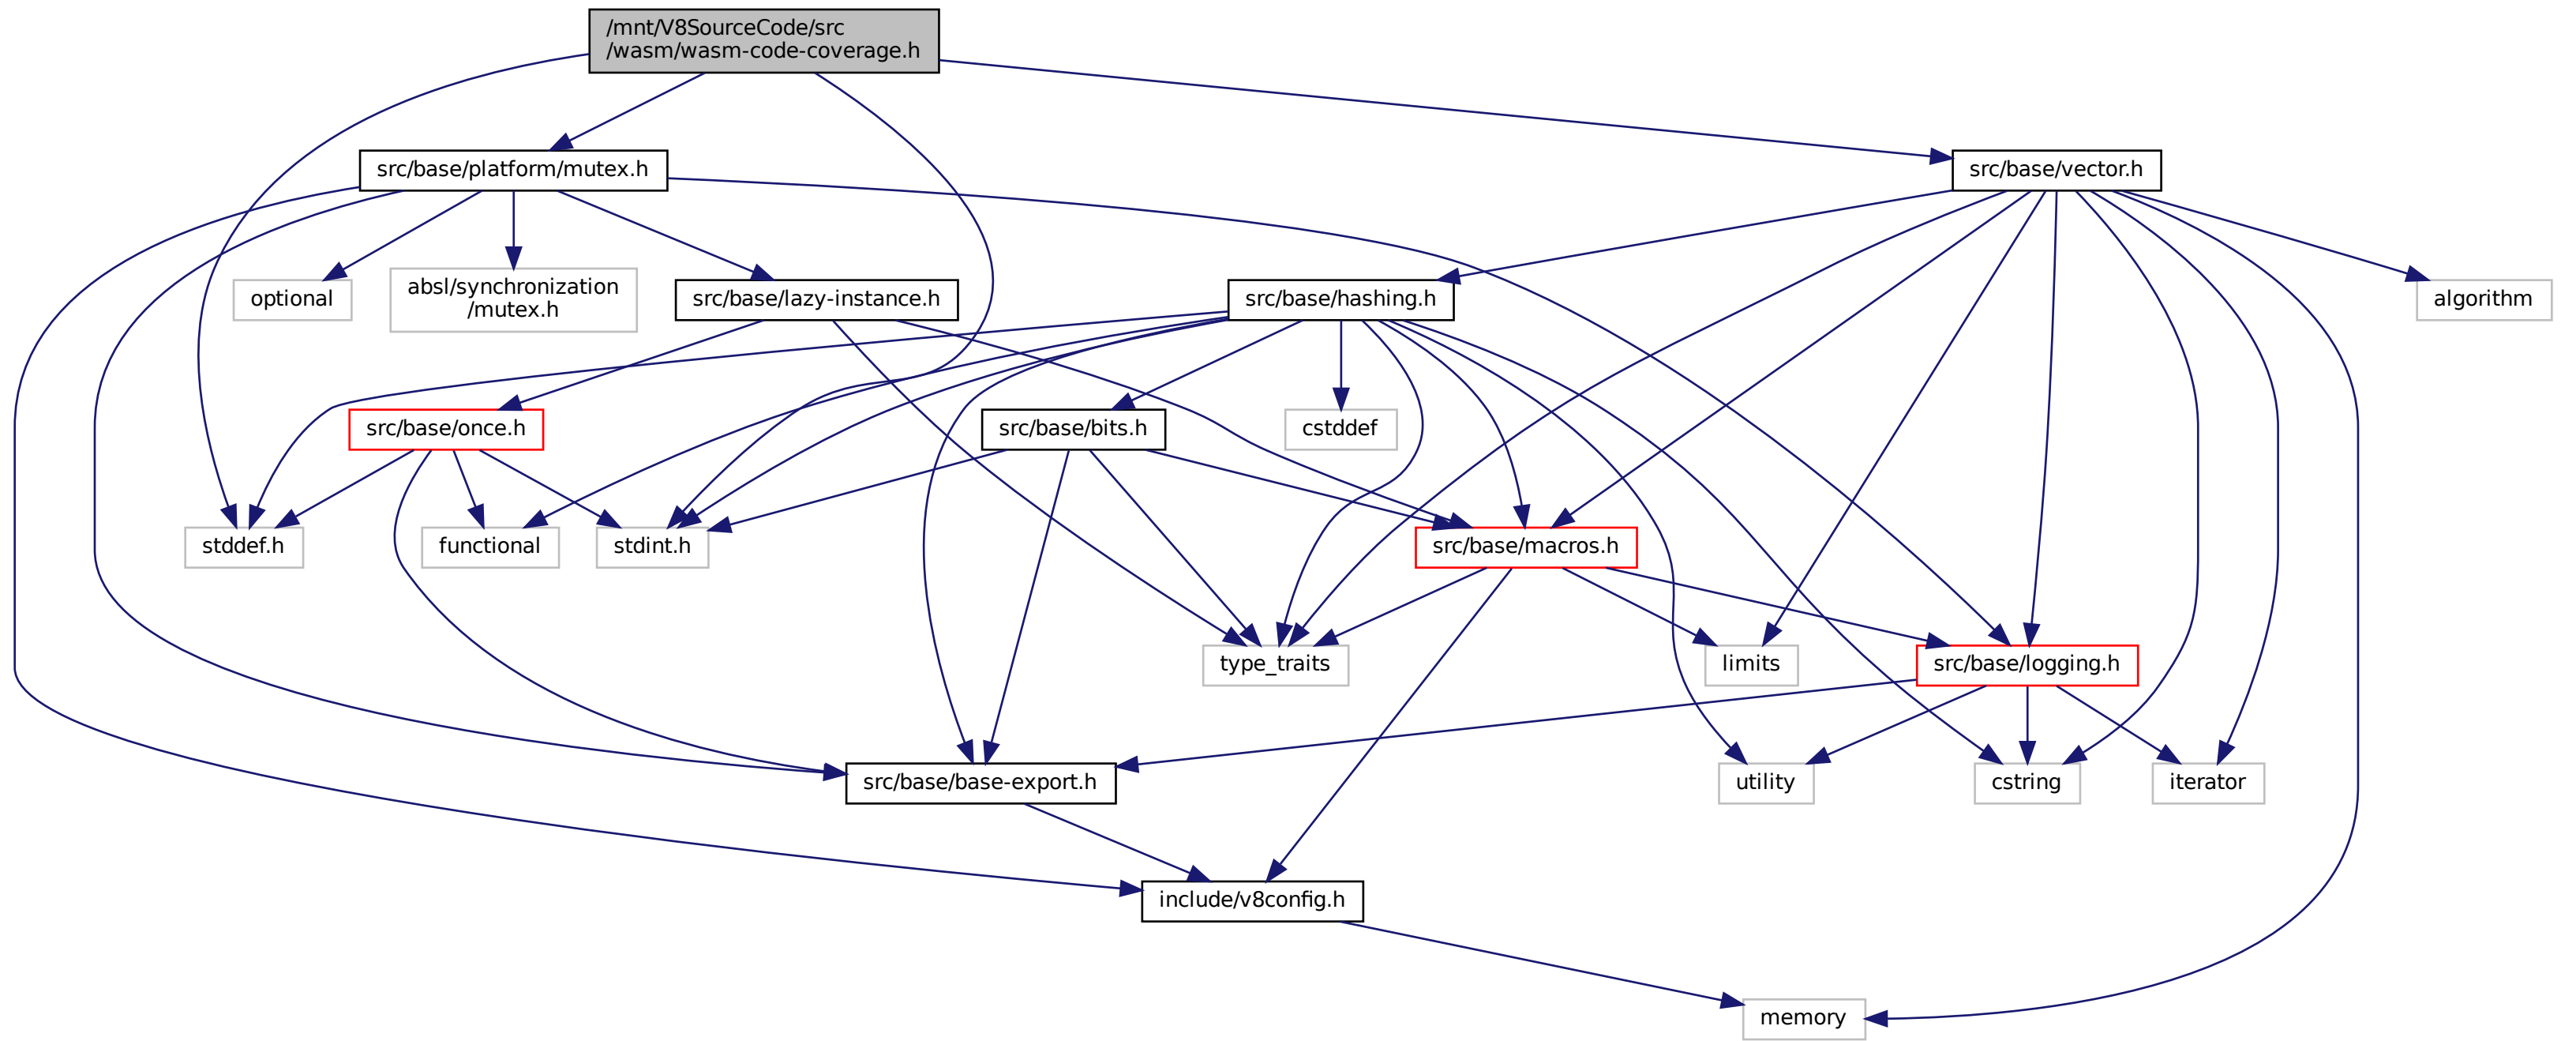 /mnt/V8SourceCode/src
/wasm/wasm-code-coverage.h
src/base/platform/mutex.h
src/base/vector.h
optional
absl/synchronization
/mutex.h
src/base/lazy-instance.h
src/base/hashing.h
algorithm
src/base/once.h
src/base/bits.h
cstddef
stddef.h
functional
stdint.h
src/base/macros.h
type_traits
limits
src/base/logging.h
src/base/base-export.h
utility
cstring
iterator
include/v8config.h
memory